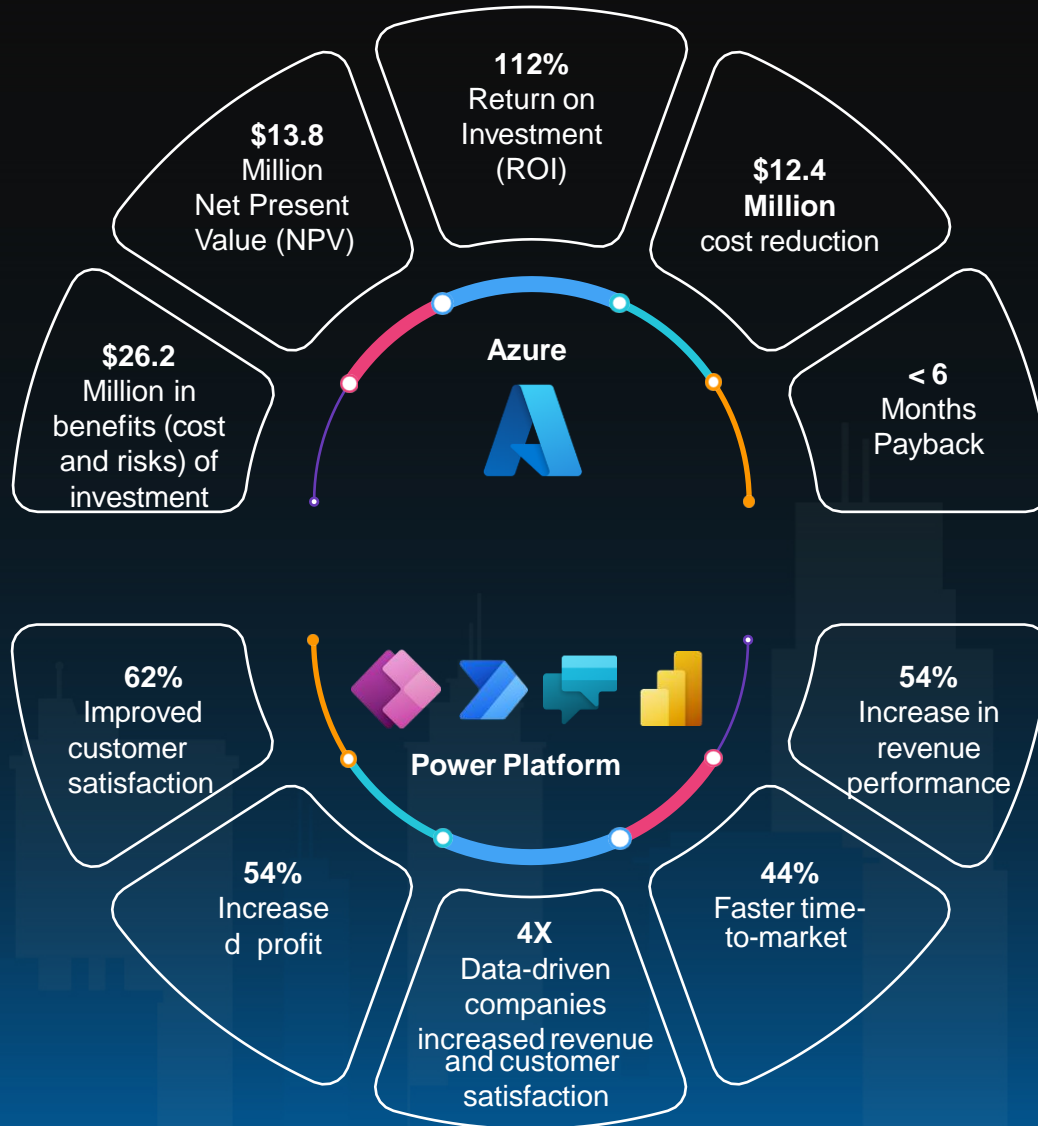 $26.2
Million in
benefits (cost
and risks) of
investment
$13.8
Million
Net Present
Value (NPV)
112%
Return on
Investment
(ROI)
$12.4
Million
cost reduction
< 6
Months
Payback
Azure
Power Platform
62%
Improved
customer
satisfaction
54%
Increase
d profit
4X
Data-driven
companies
increased revenue
and customer
satisfaction
44%
Faster time-
to-market
54%
Increase in
revenue
performance